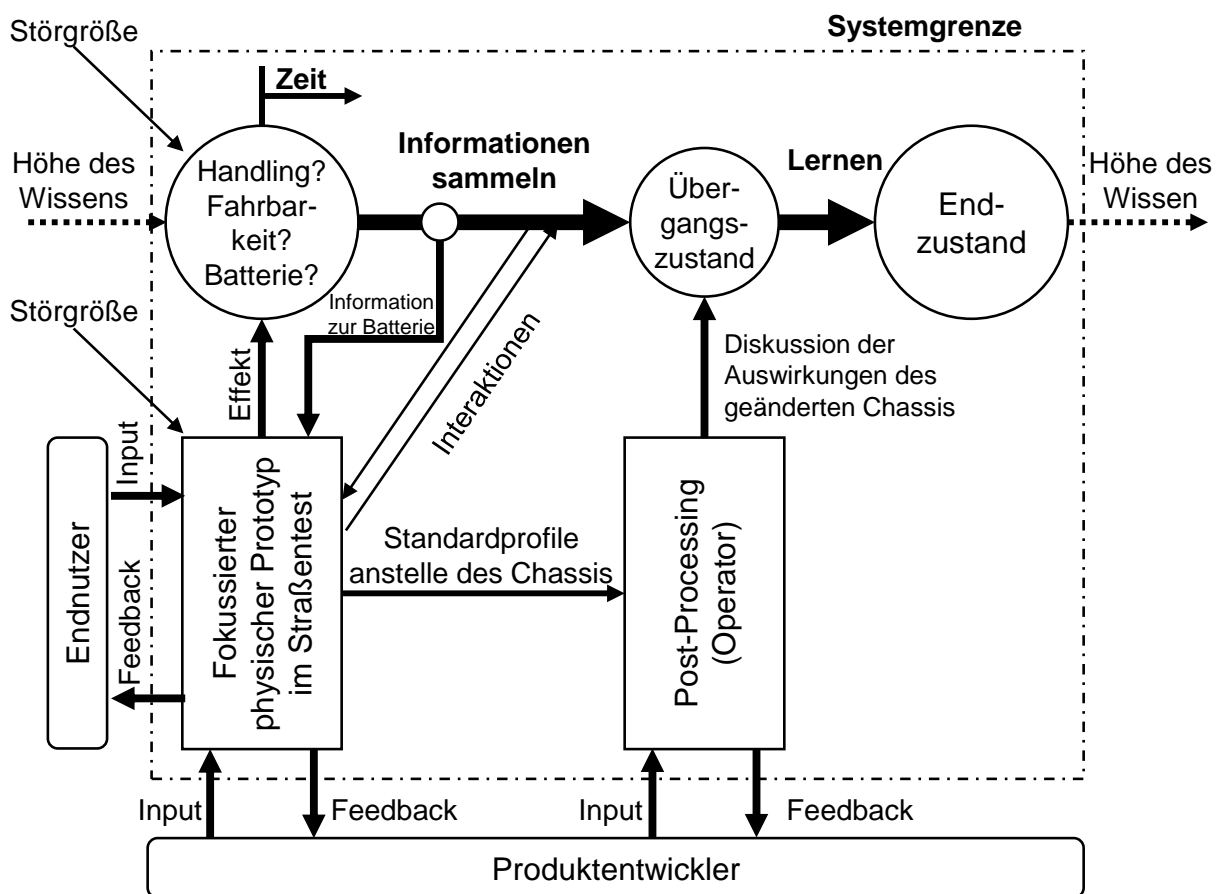 Systemgrenze
Störgröße
Zeit
Höhe des
Wissens
Handling?
Fahrbar-
keit?
Batterie?
Informationen
sammeln
Über-
gangs-
zustand
Lernen
End-
zustand
Höhe des
Wissen
Störgröße
Effekt
Information
zur Batterie
Interaktionen
Diskussion der
Auswirkungen des
geänderten Chassis
Endnutzer
Input
Feedback
Fokussierter
physischer Prototyp
im Straßentest
Standardprofile
anstelle des Chassis
Post-Processing
(Operator)
Input
Feedback
Input
Feedback
Produktentwickler